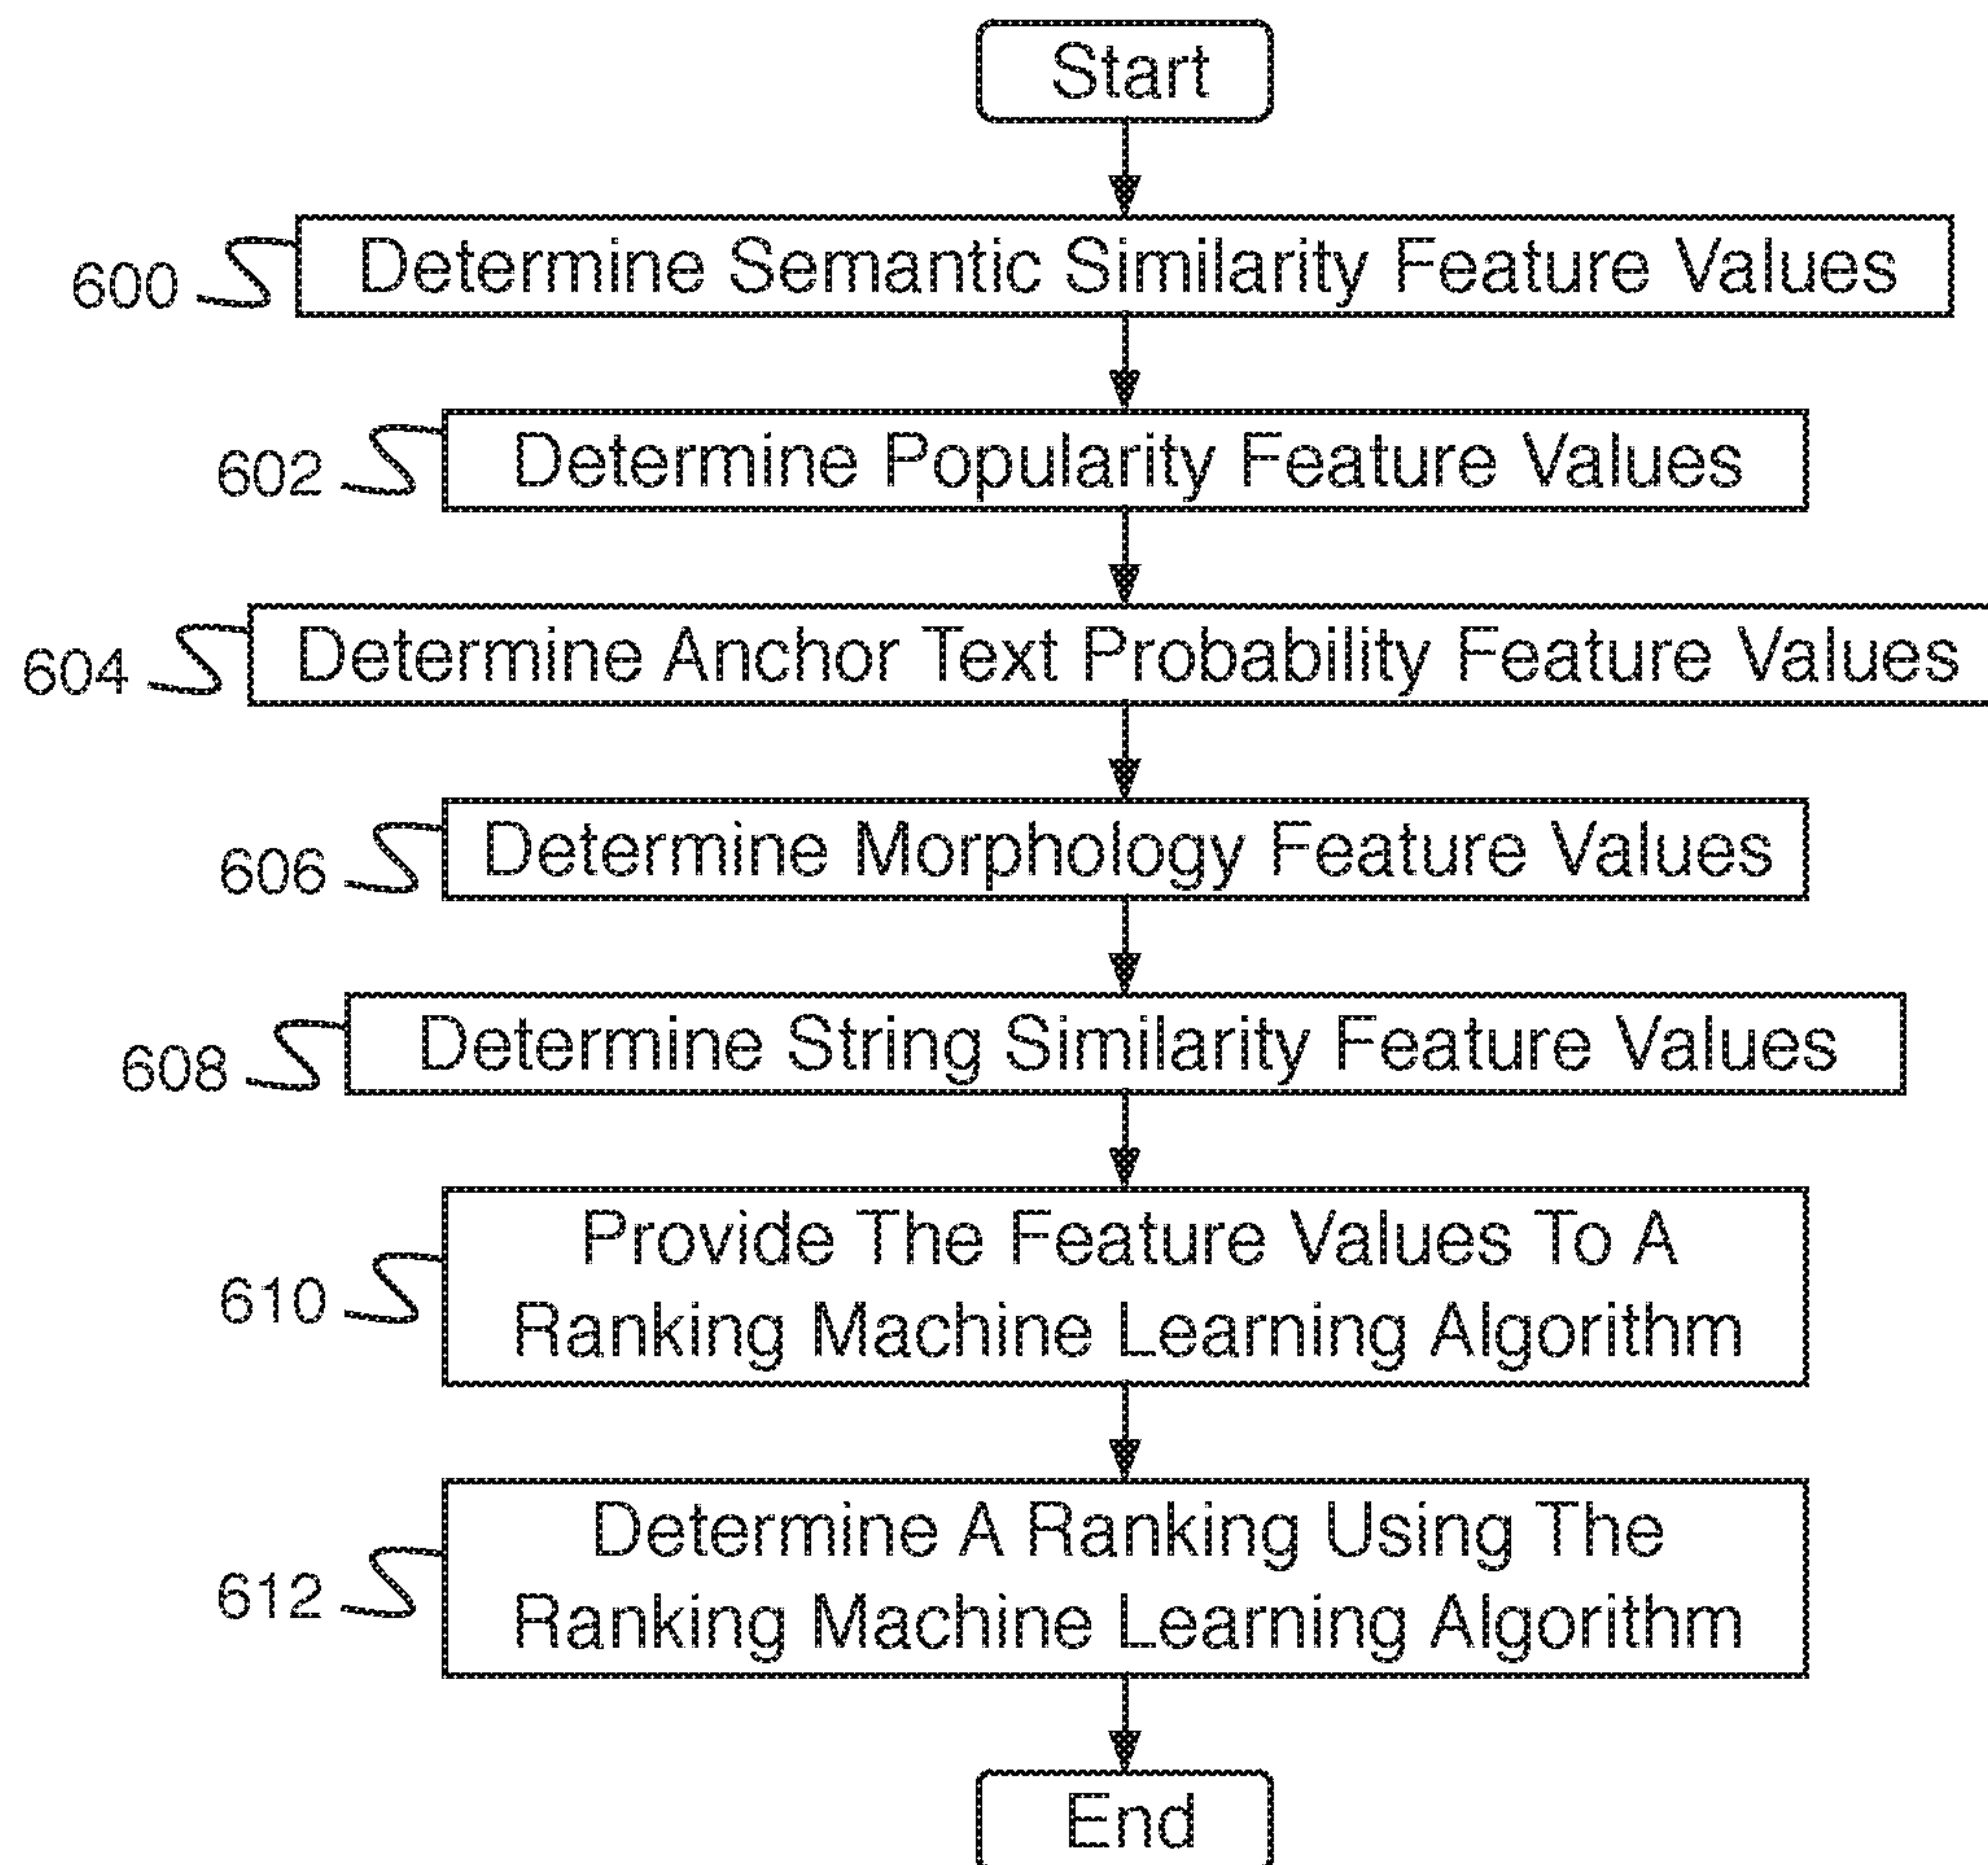 Start
600
Determine Semantic Similarity Feature Values
602
Determine Popularity Feature Values
604
Determine Anchor Text Probability Feature Values
606
Determine Morphology Feature Values
608
Determine String Similarity Feature Values
610
Provide The Feature Values To A
Ranking Machine Learning Algorithm
612
Determine A Ranking Using The
Ranking Machine Learning Algorithm
End